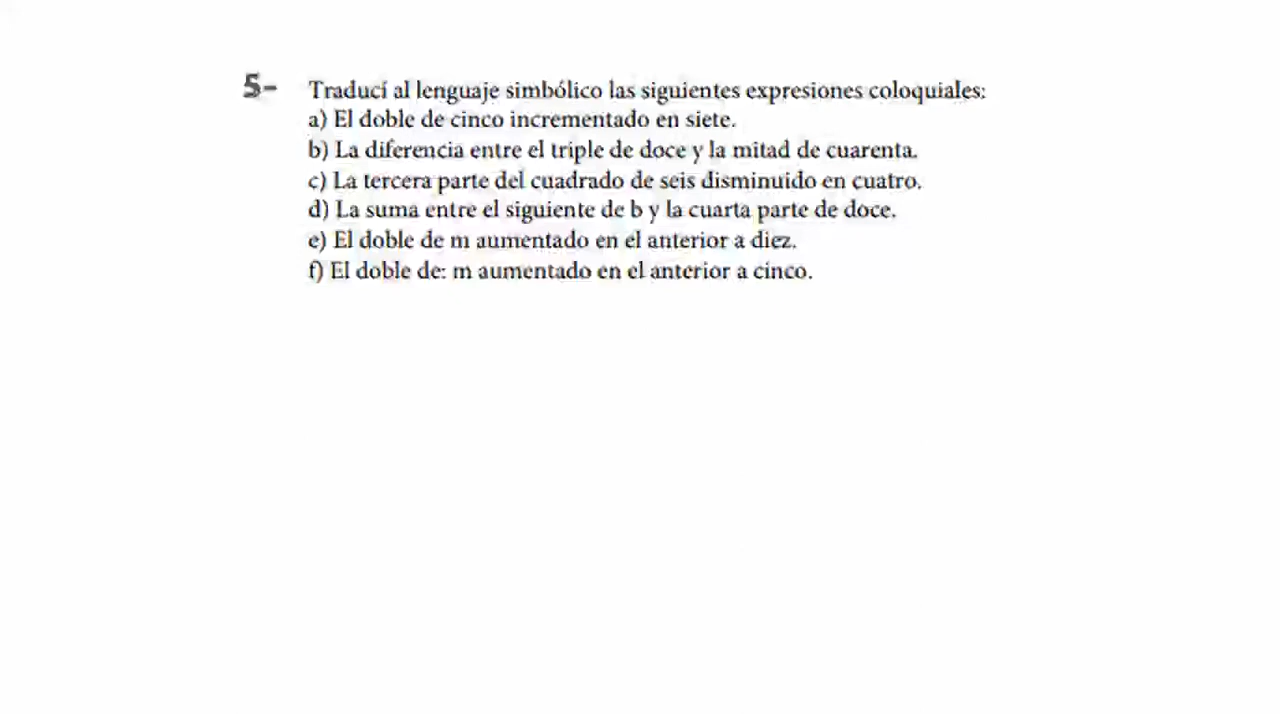 5- Traducí al lenguaje simbólico las siguientes expresiones coloquiales:
a) El doble de cinco incrementado en siete.
b) La diferencia entre el triple de doce y la mitad de cuarenta.
c) La tercera parte del cuadrado de seis disminuido en cuatro.
d) La suma entre el siguiente de b y la cuarta parte de doce.
e) El doble de m aumentado en el anterior a diez.
f) El doble de: m aumentado en el anterior a cinco.